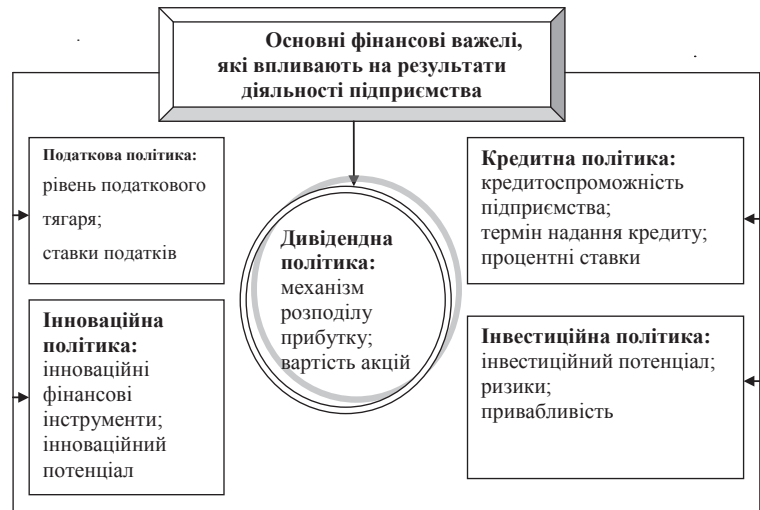 Основні фінансові важелі,
які впливають на результати
діяльності підприємства
Податкова політика:
рівень податкового
тягаря;
ставки податків
Інноваційна
політика:
інноваційні
фінансові
інструменти;
інноваційний
потенціал
Дивідендна
політика:
механізм
розподілу
прибутку;
вартість акцій
Кредитна політика:
кредитоспроможність
підприємства;
термін надання кредиту;
процентні ставки
Інвестиційна політика:
інвестиційний потенціал;
ризики;
привабливість